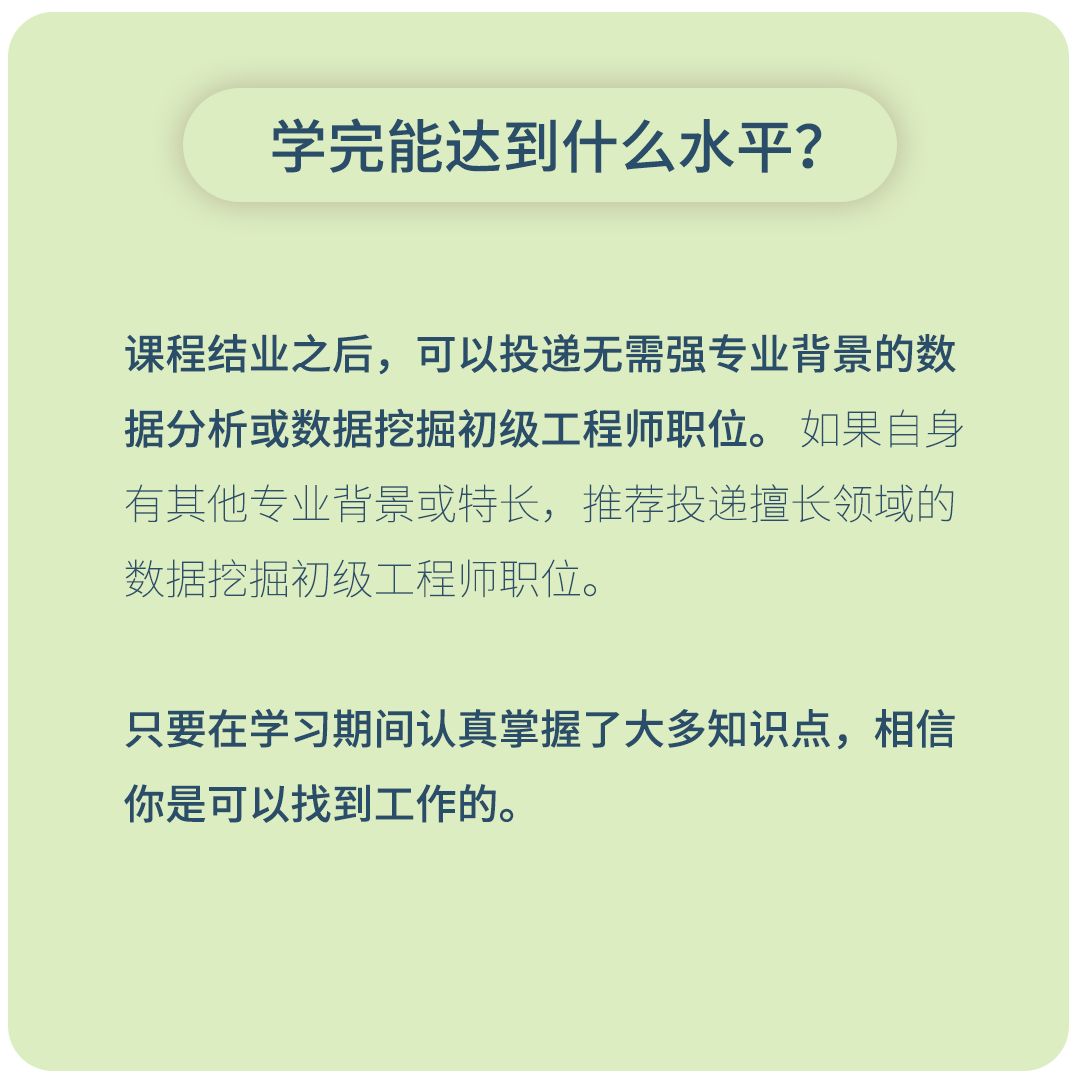 学完能达到什么水平？
课程结业之后，可以投递无需强专业背景的数
据分析或数据挖掘初级工程师职位。 如果自身
有其他专业背景或特长，推荐投递擅长领域的
数据挖掘初级工程师职位。
只要在学习期间认真掌握了大多知识点，相信
你是可以找到工作的。